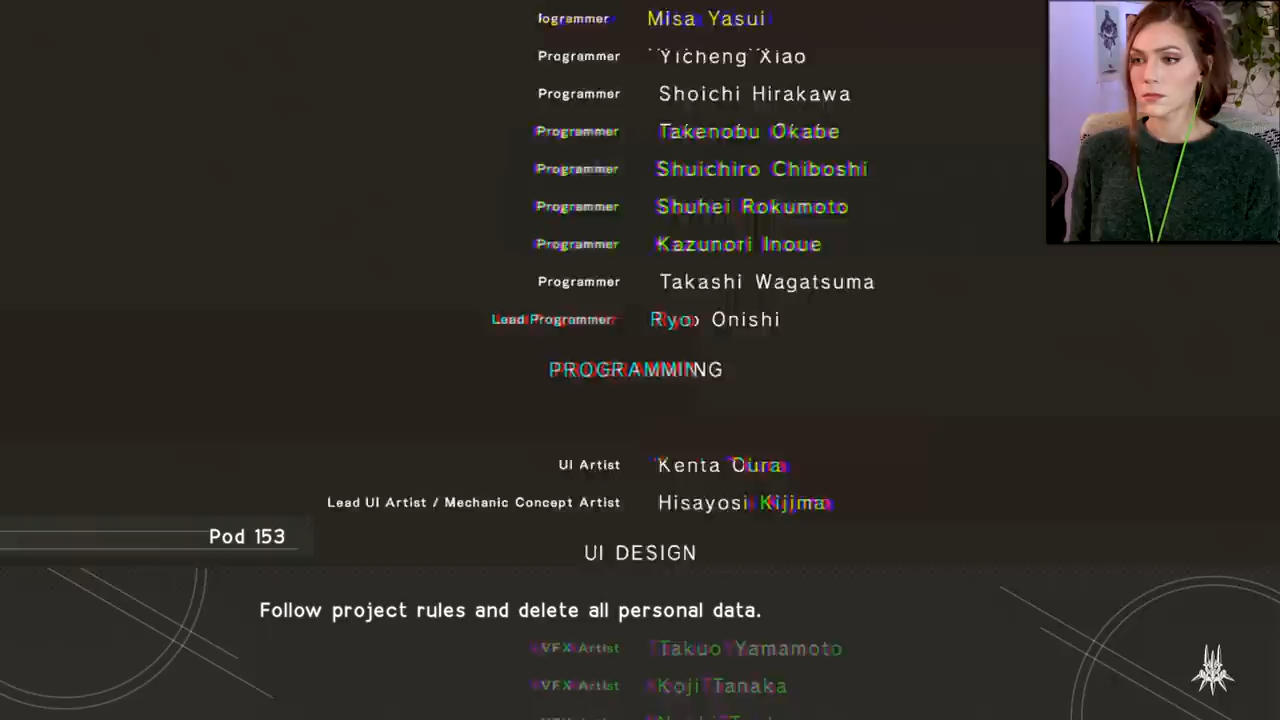 Programmer Misa Yasui
Programmer Yicheng Xiao
Programmer Shoichi Hirakawa
Programmer Takenobu Okabe
Programmer Shuichiro Chiboshi
Programmer Shuhei Rokumoto
Programmer Kazunori Inoue
Programmer Takashi Wagatsuma
Lead Programmer Ryo Onishi
PROGRAMMING
UI Artist Kenta Oura
Lead UI Artist / Mechanic Concept Artist Hisayosi Kijima
Pod 153
UI DESIGN
Follow project rules and delete all personal data.
VFX Artist Takuo Yamamoto
VFX Artist Koji Tanaka